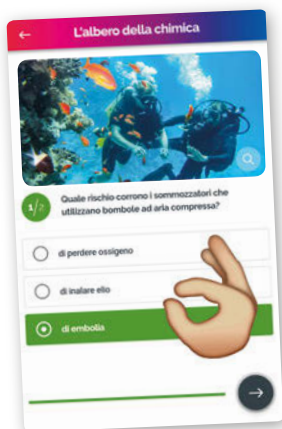 L'albero della chimica
1/7
Quale rischio corrono i sommozzatori che
utilizzano bombole ad aria compressa?
di perdere ossigeno
di inalare elio
di embolia